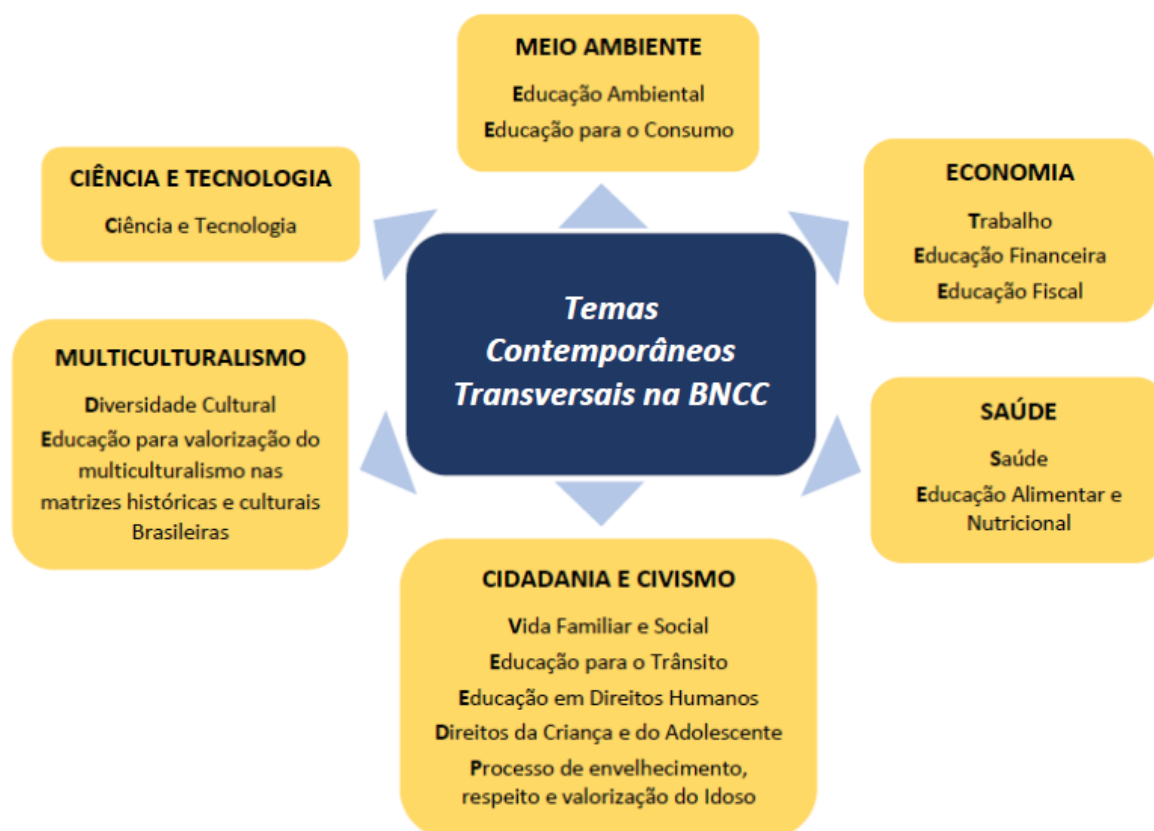 MEIO AMBIENTE
Educação Ambiental
Educação para o Consumo
CIÊNCIA E TECNOLOGIA
Ciência e Tecnologia
ECONOMIA
Trabalho
Educação Financeira
Educação Fiscal
Temas
Contemporâneos
Transversais na BNCC
MULTICULTURALISMO
Diversidade Cultural
Educação para valorização do
multiculturalismo nas
matrizes históricas e culturais
Brasileiras
SAÚDE
Saúde
Educação Alimentar e
Nutricional
CIDADANIA E CIVISMO
Vida Familiar e Social
Educação para o Trânsito
Educação em Direitos Humanos
Direitos da Criança e do Adolescente
Processo de envelhecimento,
respeito e valorização do Idoso